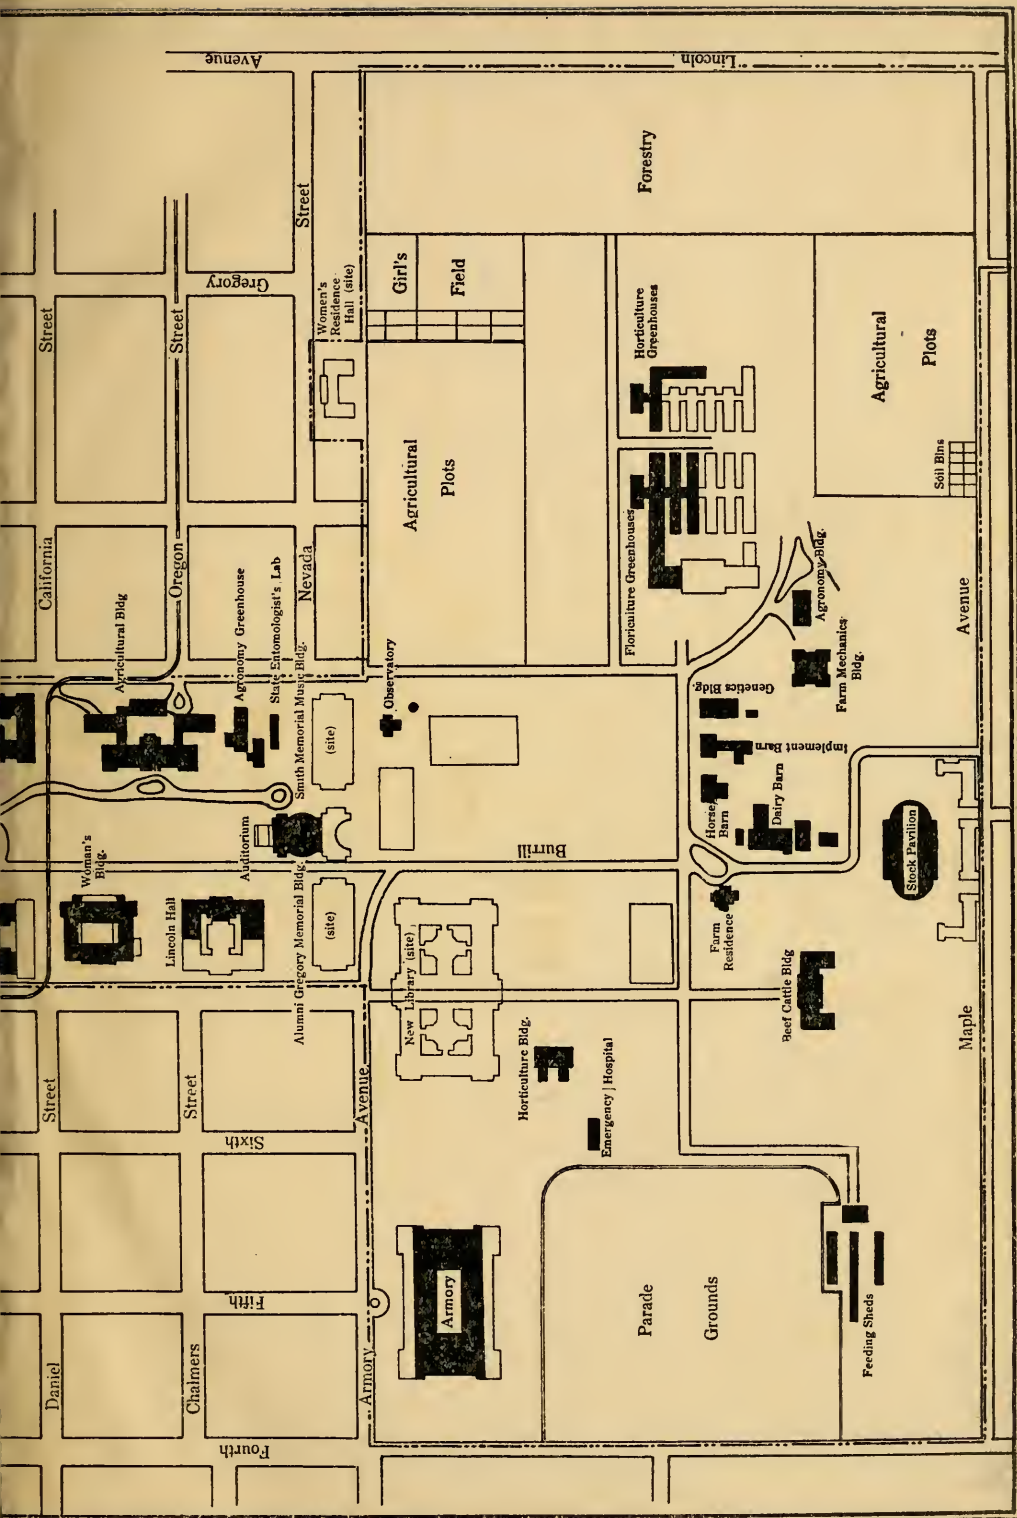 Avenue
Lincoln
Street
Forestry
Gregory
Street
Street
Women's
Residence
Hall (site)
Girl's
Field
Horticulture
Greenhouses
Agricultural
Plots
Agricultural
Plots
Soil Bins
California
Oregon
Nevada
Agricultural Bldg
Agronomy Greenhouse
State Entomologist's Lab
Smith Memorial Music Bldg.
(site)
Observatory
Floriculture Greenhouses
Agronomy Bldg.
Avenue
Farm Mechanics
Bldg.
Genetics Bldg.
Implement Barn
Horse
Barn
Dairy Barn
Auditorium
Woman's
Bldg.
Burrill
Stock Pavilion
Lincoln Hall
Alumni Gregory Memorial Bldg.
(site)
New Library (site)
Farm
Residence
Beef Cattle Bldg
Maple
Horticulture Bldg.
Emergency Hospital
Street
Street
Avenue
Sixth
Armory
Parade
Grounds
Feeding Sheds
Fifth
Daniel
Chalmers
Armory
Fourth